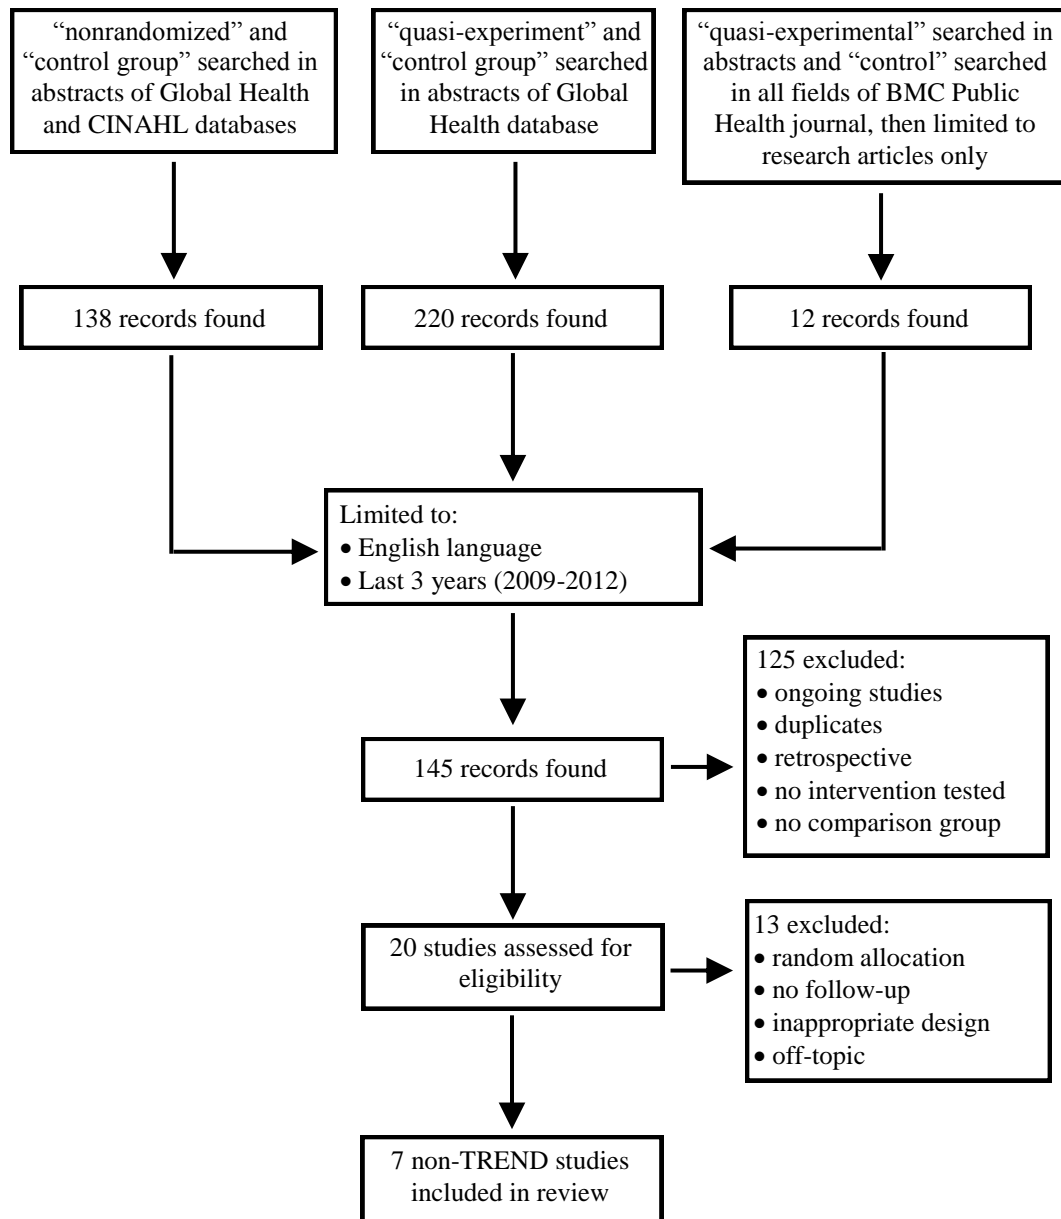 “nonrandomized” and
“control group” searched in
abstracts of Global Health
and CINAHL databases
“quasi-experiment” and
“control group” searched
in abstracts of Global
Health database
“quasi-experimental” searched in
abstracts and “control” searched
in all fields of BMC Public
Health journal, then limited to
research articles only
138 records found
220 records found
12 records found
Limited to:
• English language
• Last 3 years (2009-2012)
125 excluded:
• ongoing studies
• duplicates
• retrospective
• no intervention tested
• no comparison group
145 records found
20 studies assessed for
eligibility
13 excluded:
• random allocation
• no follow-up
• inappropriate design
• off-topic
7 non-TREND studies
included in review